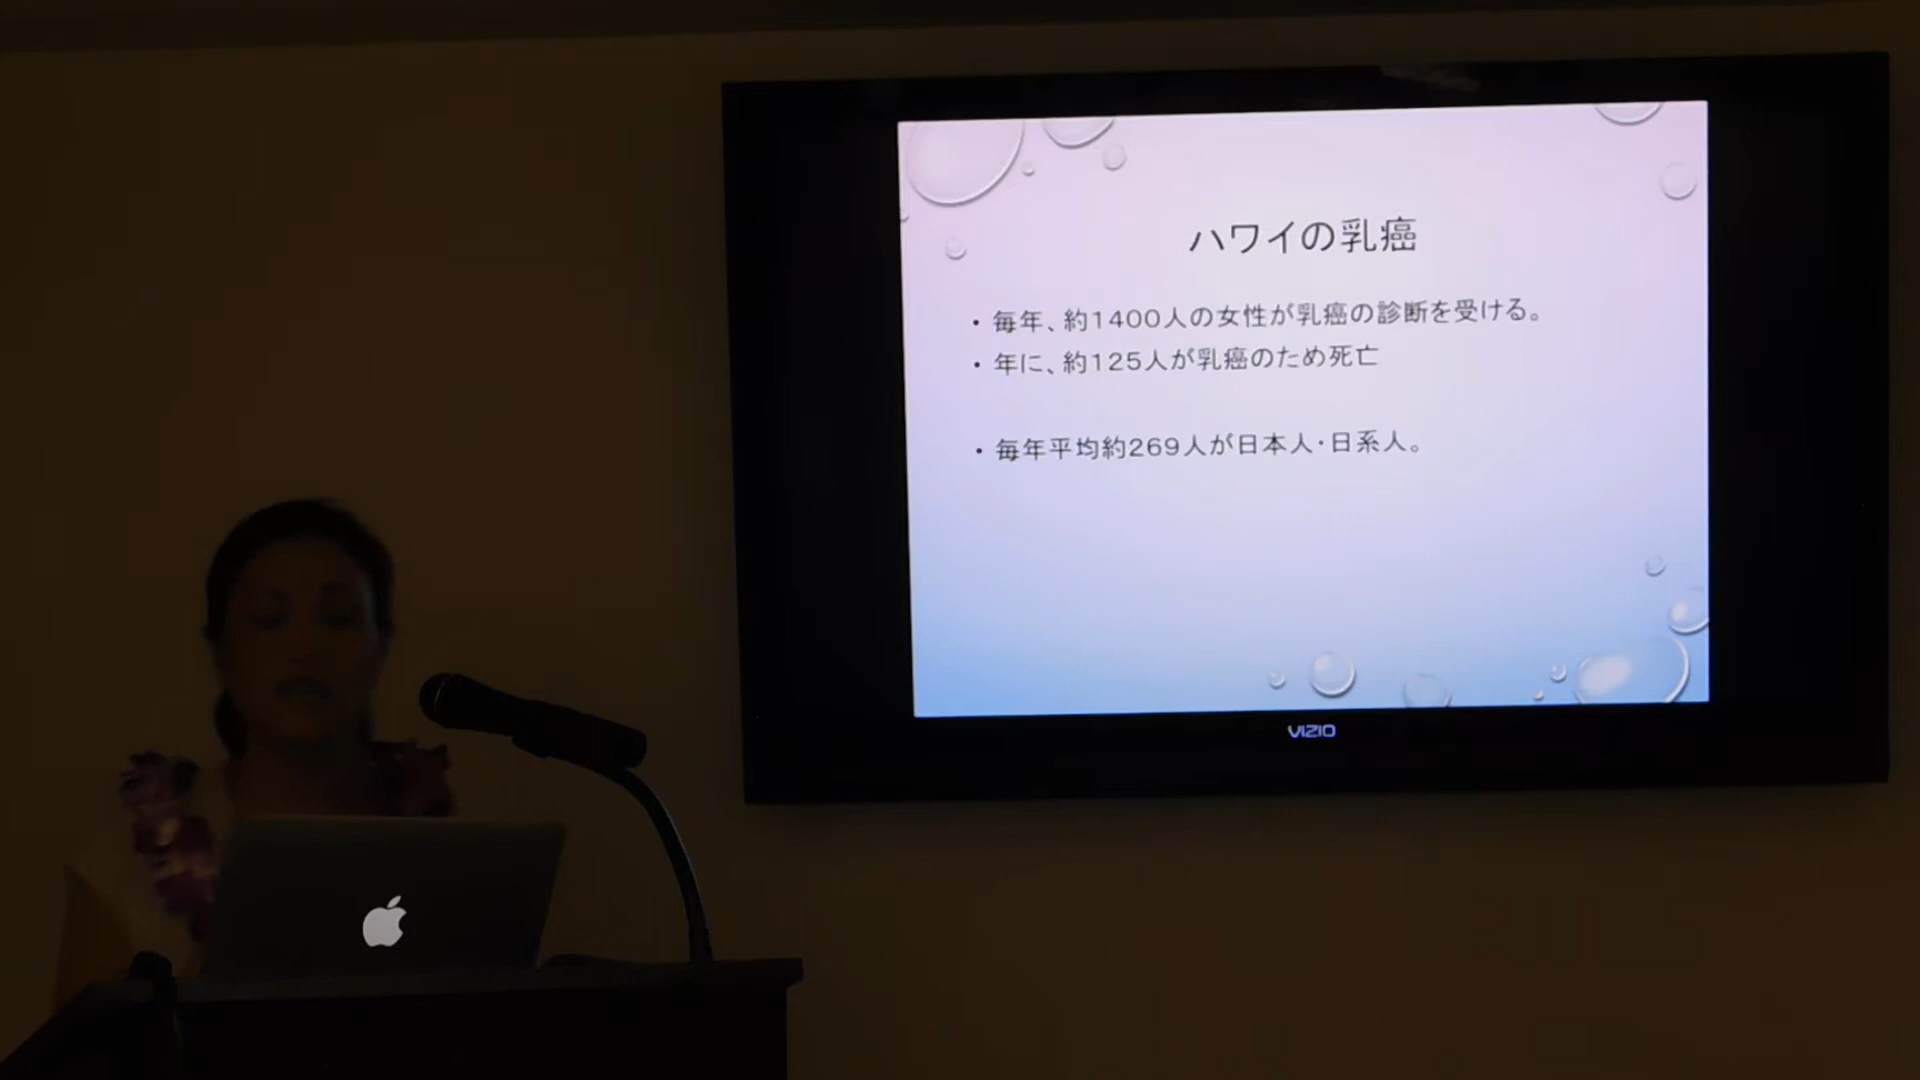 ハワイの乳癌
• 毎年、約1400人の女性が乳癌の診断を受ける。
• 年に、約125人が乳癌のため死亡
• 毎年平均約269人が日本人・日系人。
VIZIO